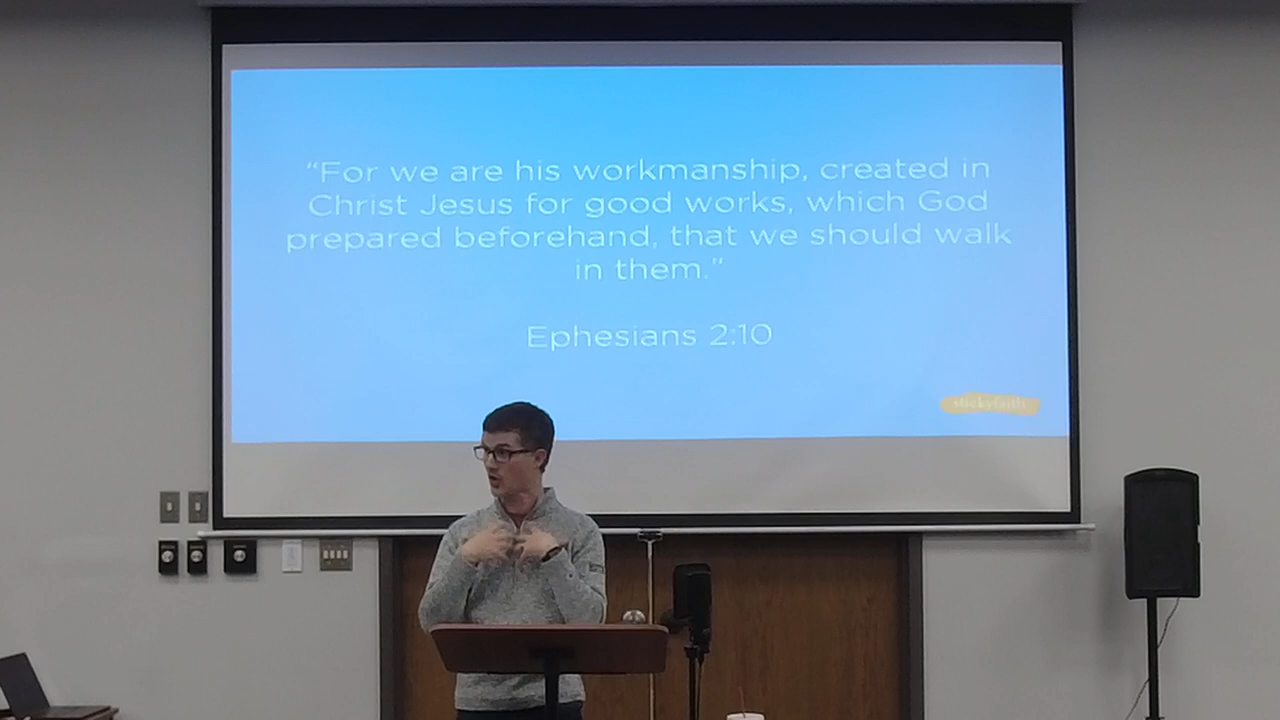 “For we are his workmanship, created in
Christ Jesus for good works, which God
prepared beforehand, that we should walk
in them.”
Ephesians 2:10
stickyfaith